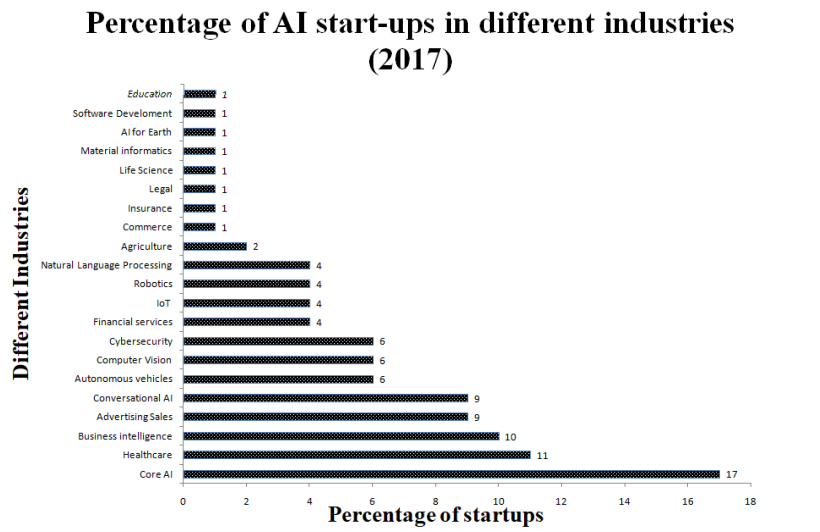 Percentage of AI start-ups in different industries
(2017)
Different Industries
Education 1
Software Develoment 1
AI for Earth 1
Material informatics 1
Life Science 1
Legal 1
Insurance 1
Commerce 1
Agriculture 2
Natural Language Processing 4
Robotics 4
IoT 4
Financial services 4
Cybersecurity 6
Computer Vision 6
Autonomous vehicles 6
Conversational AI 9
Advertising Sales 9
Business intelligence 10
Healthcare 11
Core AI 17
0 2 4 6 8 10 12 14 16 18
Percentage of startups